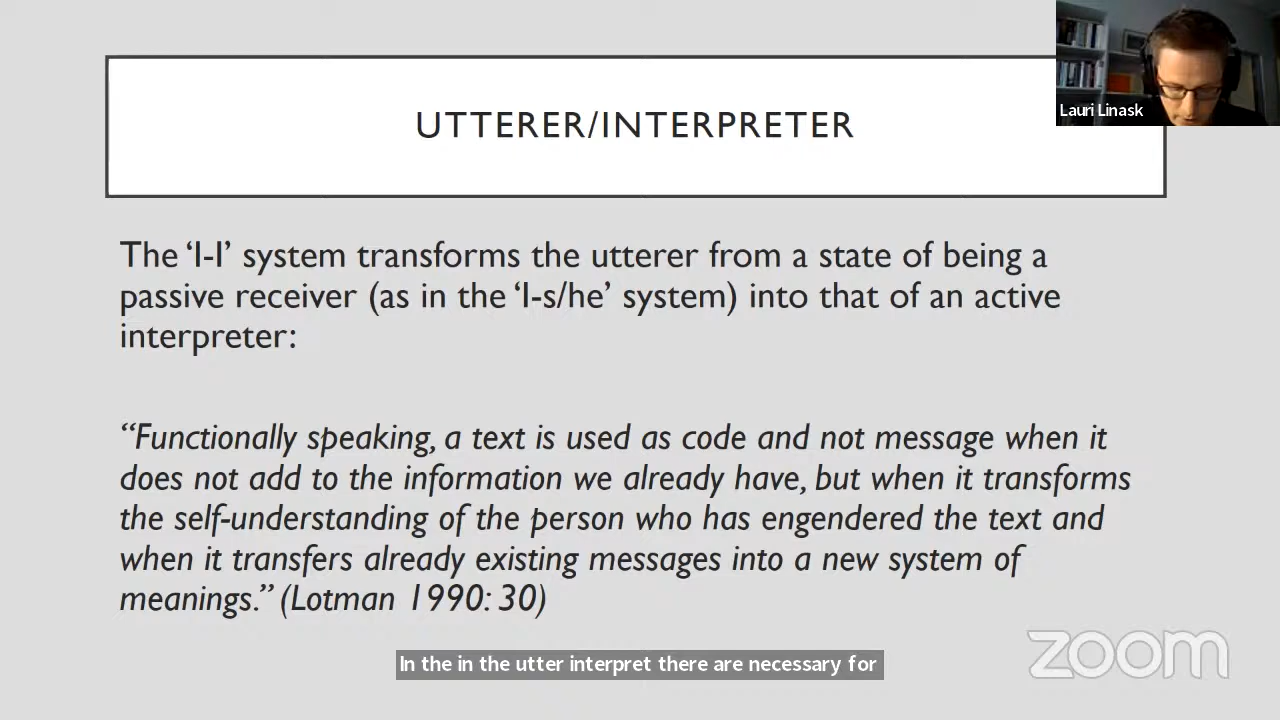 UTTERER/INTERPRETER
Lauri Linask
The ‘I-I’ system transforms the utterer from a state of being a
passive receiver (as in the ‘I-s/he’ system) into that of an active
interpreter:
“Functionally speaking, a text is used as code and not message when it
does not add to the information we already have, but when it transforms
the self-understanding of the person who has engendered the text and
when it transfers already existing messages into a new system of
meanings.” (Lotman 1990: 30)
In the in the utter interpret there are necessary for
zoom